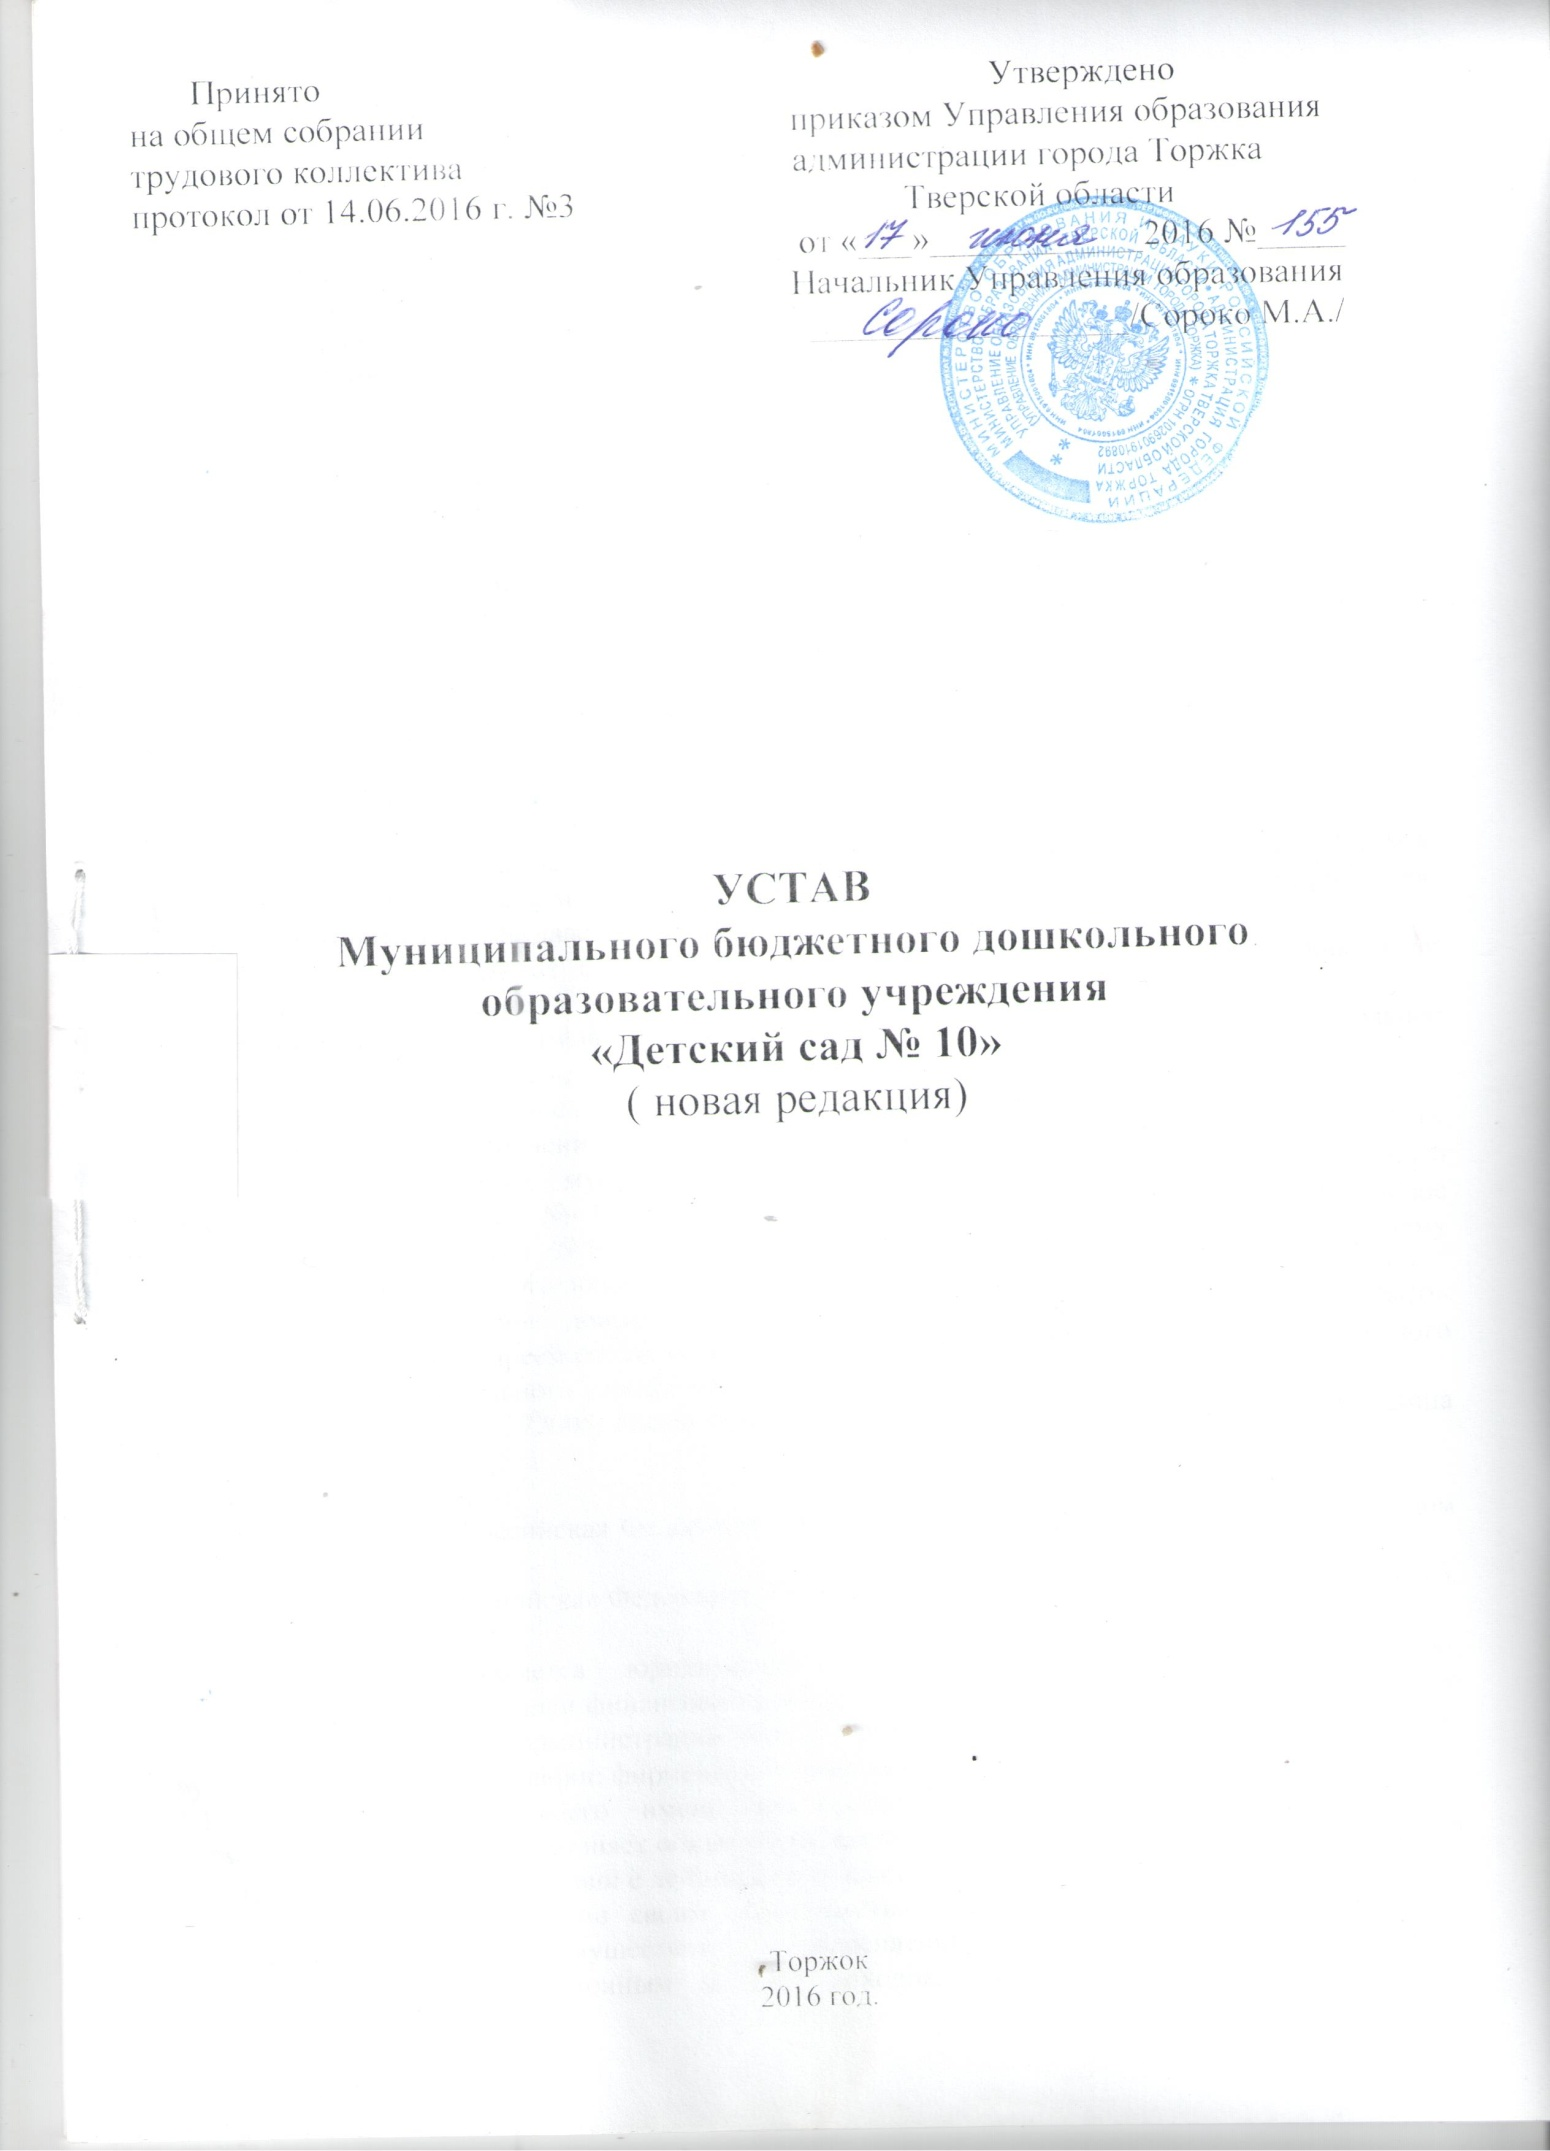 Принято
на общем собрании
трудового коллектива
протокол от 14.06.2016 г. №3
Утверждено
приказом Управления образования
администрации города Торжка
Тверской области
от «17» июня 2016 № 155
Начальник Управления образования
Сороко /Сороко М.А./
УСТАВ
Муниципального бюджетного дошкольного
образовательного учреждения
«Детский сад № 10»
( новая редакция)
Торжок
2016 год.